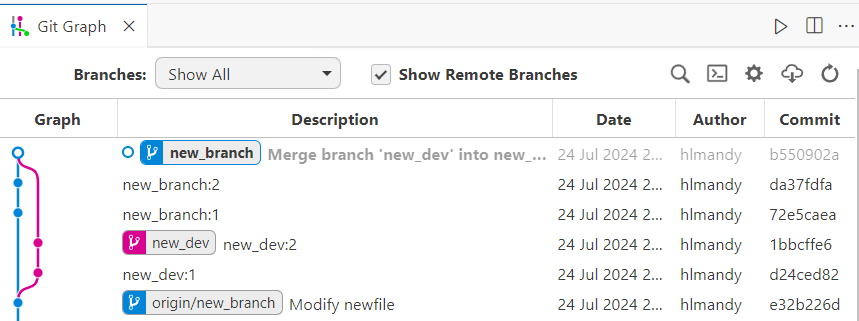 Git Graph
Branches: Show All Show Remote Branches
Graph Description Date Author Commit
new_branch Merge branch 'new_dev' into new_... 24 Jul 2024 2... hlmandy b550902a
new_branch:2 24 Jul 2024 2... hlmandy da37fdfa
new_branch:1 24 Jul 2024 2... hlmandy 72e5caea
new_dev new_dev:2 24 Jul 2024 2... hlmandy 1bbcffe6
new_dev:1 24 Jul 2024 2... hlmandy d24ced82
origin/new_branch Modify newfile 24 Jul 2024 2... hlmandy e32b226d